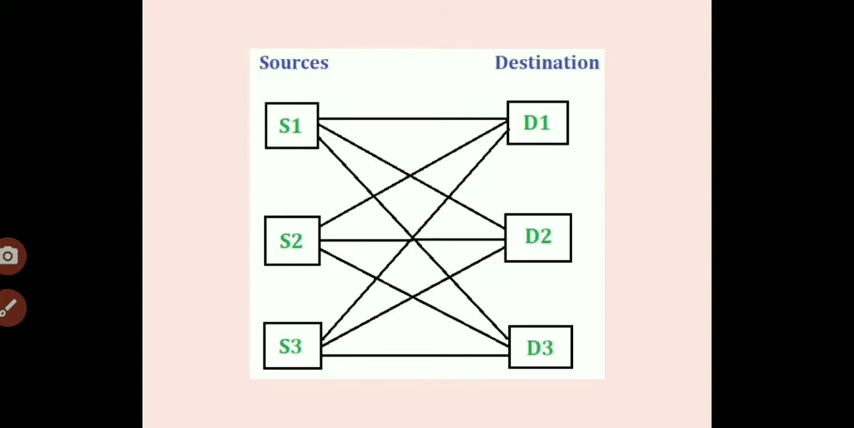 Sources Destination
S1 D1
S2 D2
S3 D3